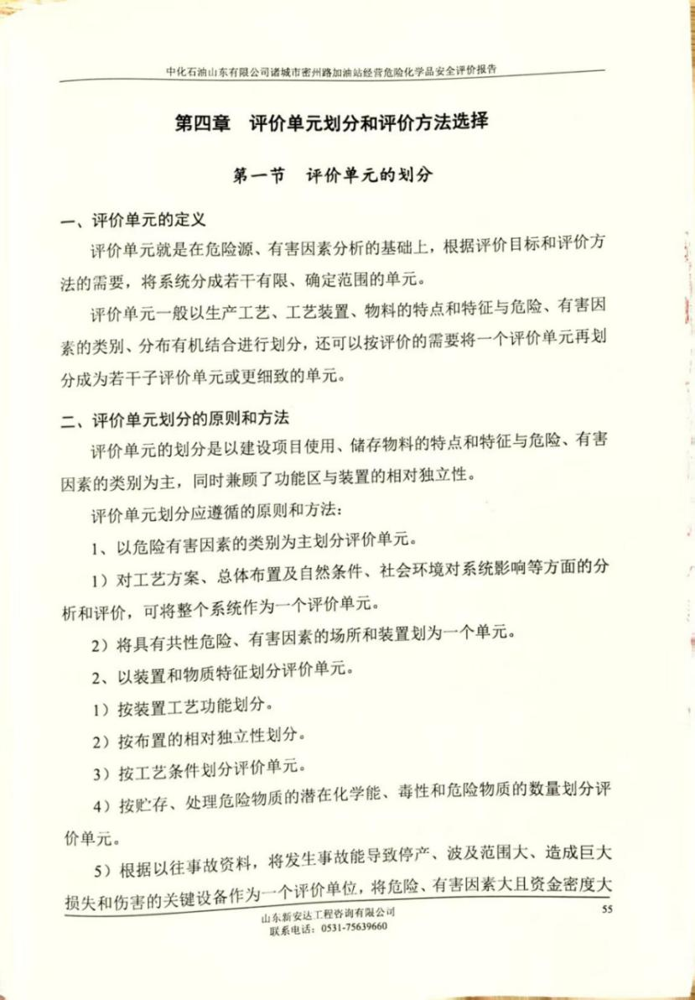 中化石油山东有限公司诸城市密州路加油站经营危险化学品安全评价报告
第四章 评价单元划分和评价方法选择
第一节 评价单元的划分
一、评价单元的定义
评价单元就是在危险源、有害因素分析的基础上，根据评价目标和评价方
法的需要，将系统分成若干有限、确定范围的单元。
评价单元一般以生产工艺、工艺装置、物料的特点和特征与危险、有害因
素的类别、分布有机结合进行划分，还可以按评价的需要将一个评价单元再划
分成为若干子评价单元或更细致的单元。
二、评价单元划分的原则和方法
评价单元的划分是以建设项目使用、储存物料的特点和特征与危险、有害
因素的类别为主，同时兼顾了功能区与装置的相对独立性。
评价单元划分应遵循的原则和方法：
1、以危险有害因素的类别为主划分评价单元。
1）对工艺方案、总体布置及自然条件、社会环境对系统影响等方面的分
析和评价，可将整个系统作为一个评价单元。
2）将具有共性危险、有害因素的场所和装置划为一个单元。
2、以装置和物质特征划分评价单元。
1）按装置工艺功能划分。
2）按布置的相对独立性划分。
3）按工艺条件划分评价单元。
4）按贮存、处理危险物质的潜在化学能、毒性和危险物质的数量划分评
价单元。
5）根据以往事故资料，将发生事故能导致停产、波及范围大、造成巨大
损失和伤害的关键设备作为一个评价单位，将危险、有害因素大且资金密度大
山东新安达工程咨询有限公司
55
联系电话：0531-75639660